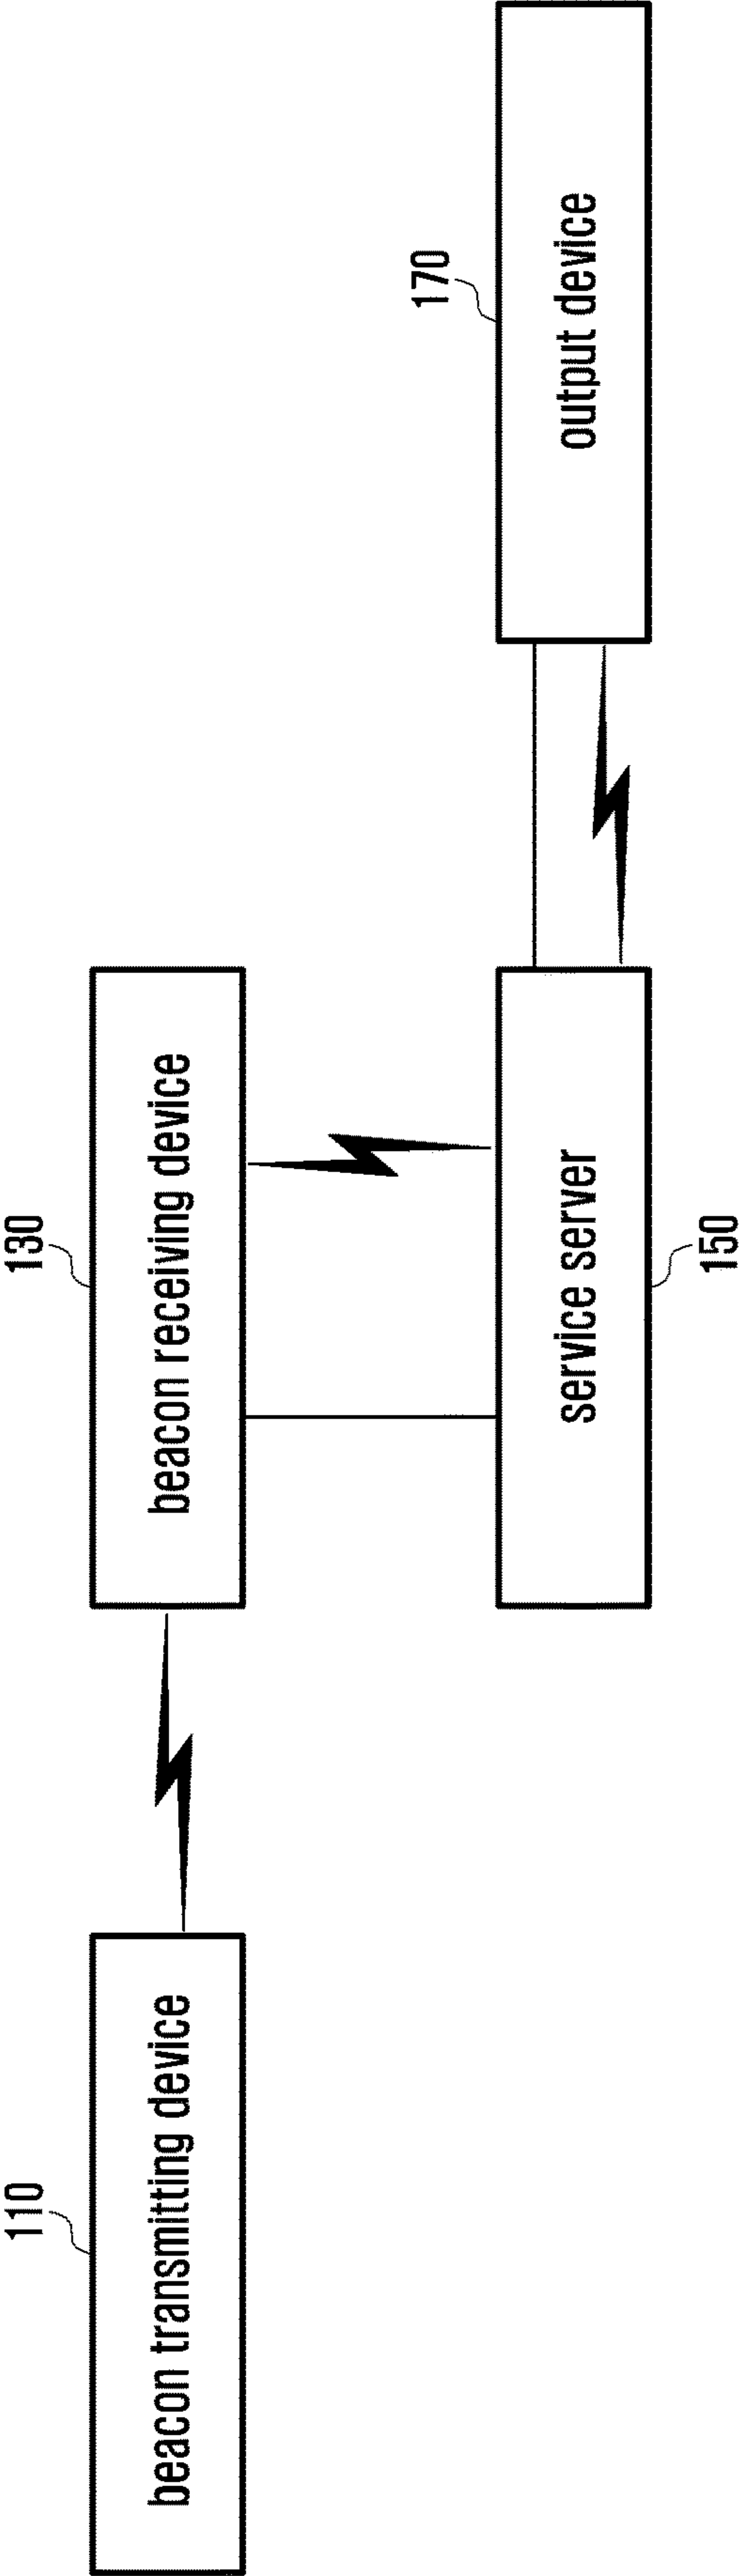 110
beacon transmitting device
130
beacon receiving device
170
output device
service server
150